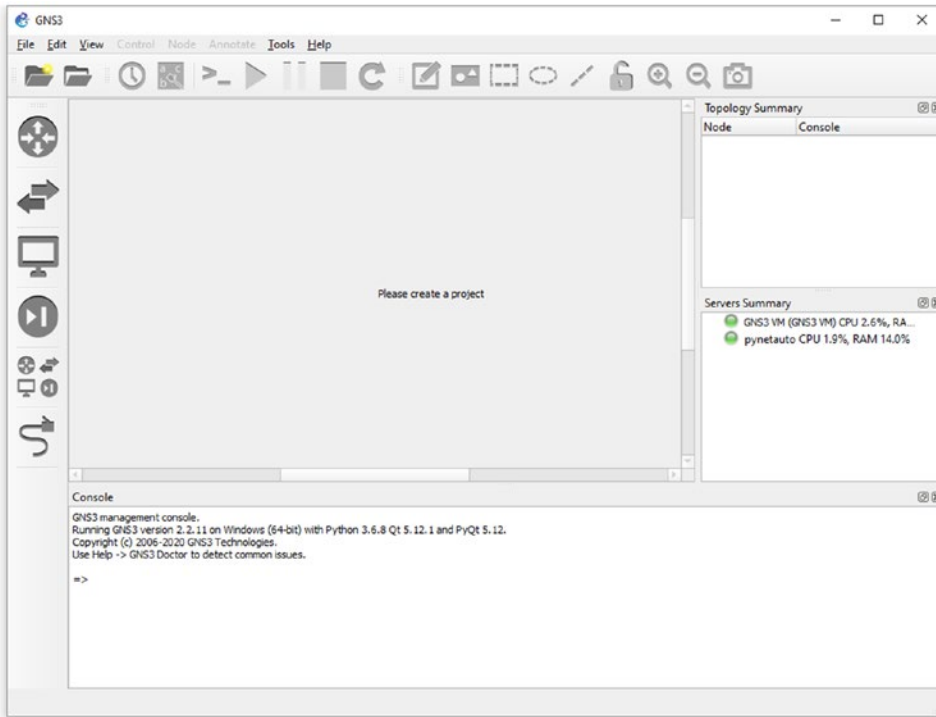 GNS3
File Edit View Control Node Annotate Tools Help
Topology Summary
Node Console
Please create a project
Servers Summary
GNS3 VM (GNS3 VM) CPU 2.6%, RA...
pynetauto CPU 1.9%, RAM 14.0%
Console
GNS3 management console.
Running GNS3 version 2.2.11 on Windows (64-bit) with Python 3.6.8 Qt 5.12.1 and PyQt 5.12.
Copyright (c) 2006-2020 GNS3 Technologies.
Use Help -> GNS3 Doctor to detect common issues.
=>